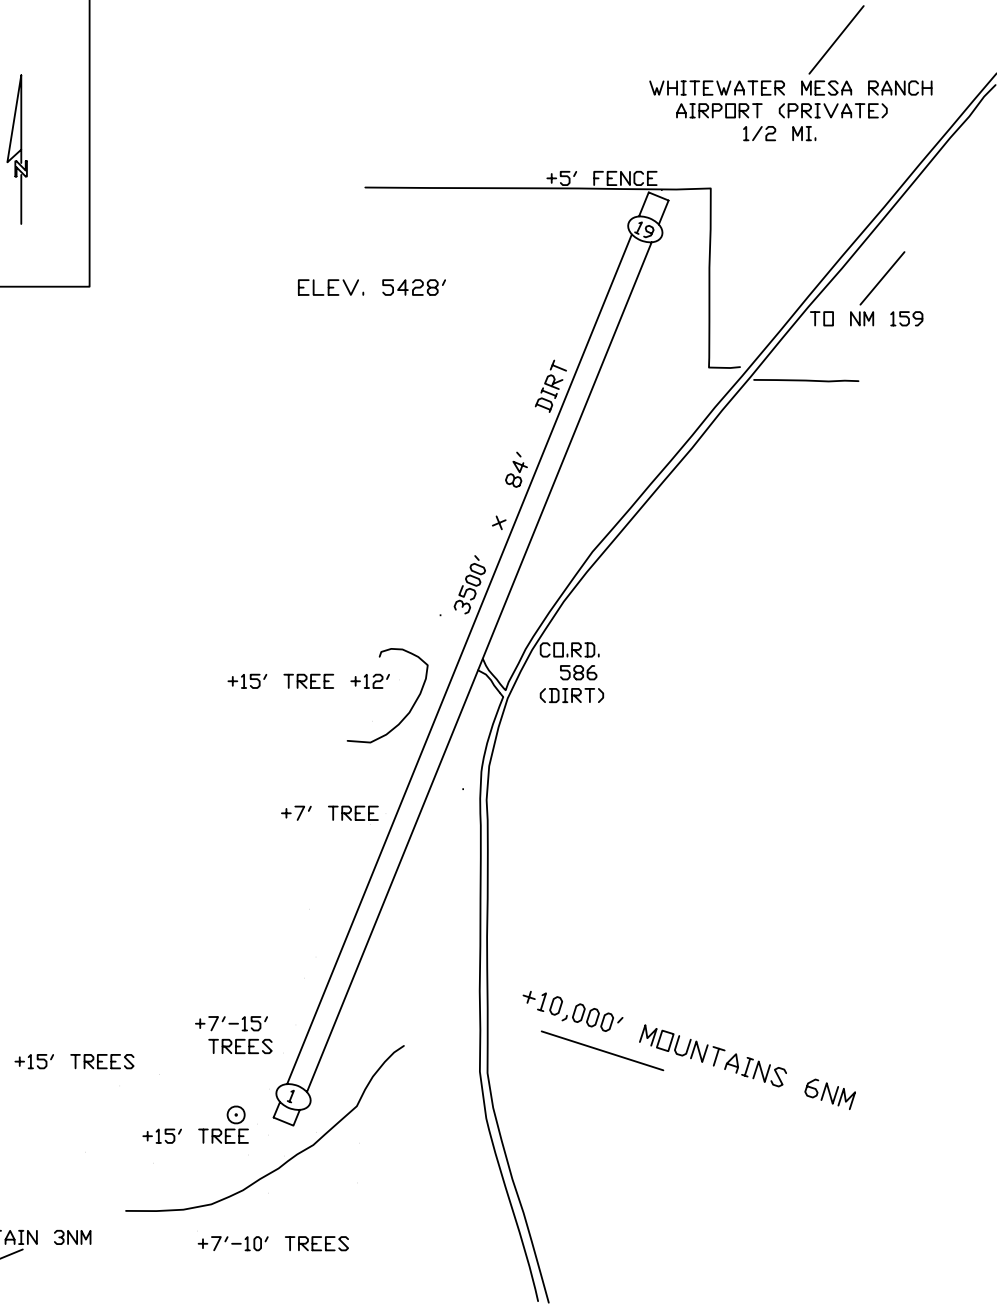 WHITEWATER MESA RANCH
AIRPORT (PRIVATE)
1/2 MI.
N
+5' FENCE
19
ELEV. 5428'
TO NM 159
3500' x 84' DIRT
CO.RD.
586
(DIRT)
+15' TREE +12'
+7' TREE
+10,000' MOUNTAINS 6NM
+7'-15'
TREES
+15' TREES
1
+15' TREE
TAIN 3NM
+7'-10' TREES